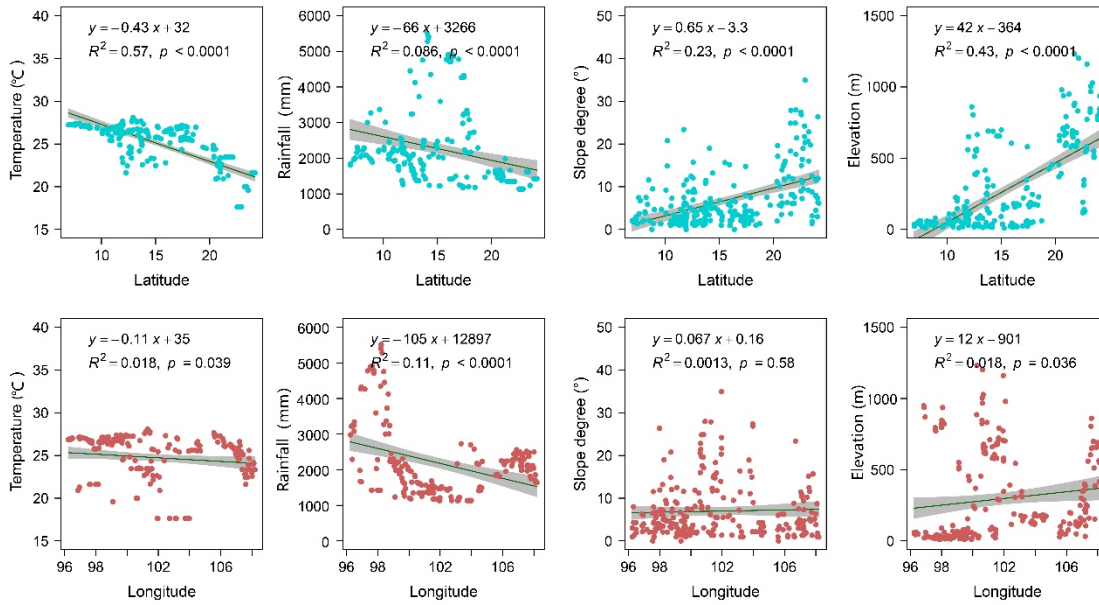 y=−0.43 x+32
R²=0.57, p <0.0001
Temperature (℃)
40
35
30
25
20
15
10 15 20
Latitude
y=−66 x+3266
R²=0.086, p <0.0001
Rainfall (mm)
6000
5000
4000
3000
2000
1000
0
10 15 20
Latitude
y=0.65 x−3.3
R²=0.23, p <0.0001
Slope degree (°)
50
40
30
20
10
0
10 15 20
Latitude
y=42 x−364
R²=0.43, p <0.0001
Elevation (m)
1500
1000
500
0
10 15 20
Latitude
y=−0.11 x+35
R²=0.018, p =0.039
Temperature (℃)
40
35
30
25
20
15
96 98 102 106
Longitude
y=−105 x+12897
R²=0.11, p <0.0001
Rainfall (mm)
6000
5000
4000
3000
2000
1000
0
96 98 102 106
Longitude
y=0.067 x+0.16
R²=0.0013, p =0.58
Slope degree (°)
50
40
30
20
10
0
96 98 102 106
Longitude
y=12 x−901
R²=0.018, p =0.036
Elevation (m)
1500
1000
500
0
96 98 102 106
Longitude